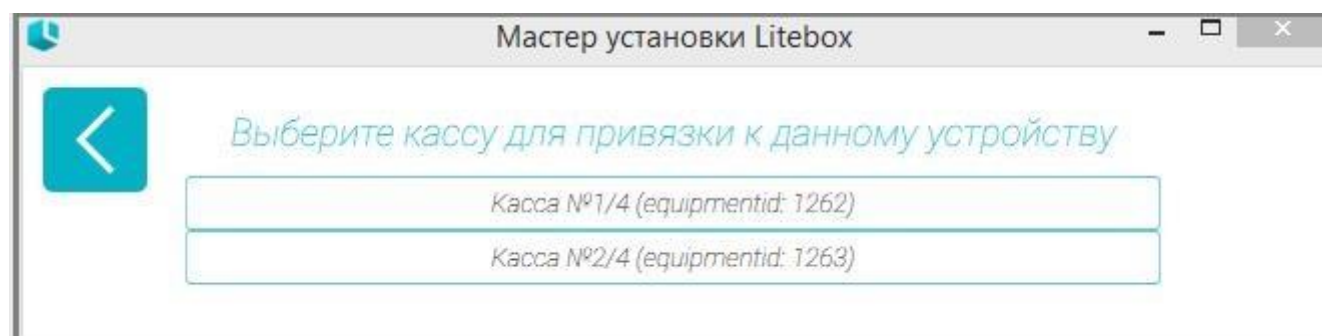 Мастер установки Litebox
Выберите кассу для привязки к данному устройству
Касса №1/4 (equipmentid: 1262)
Касса №2/4 (equipmentid: 1263)